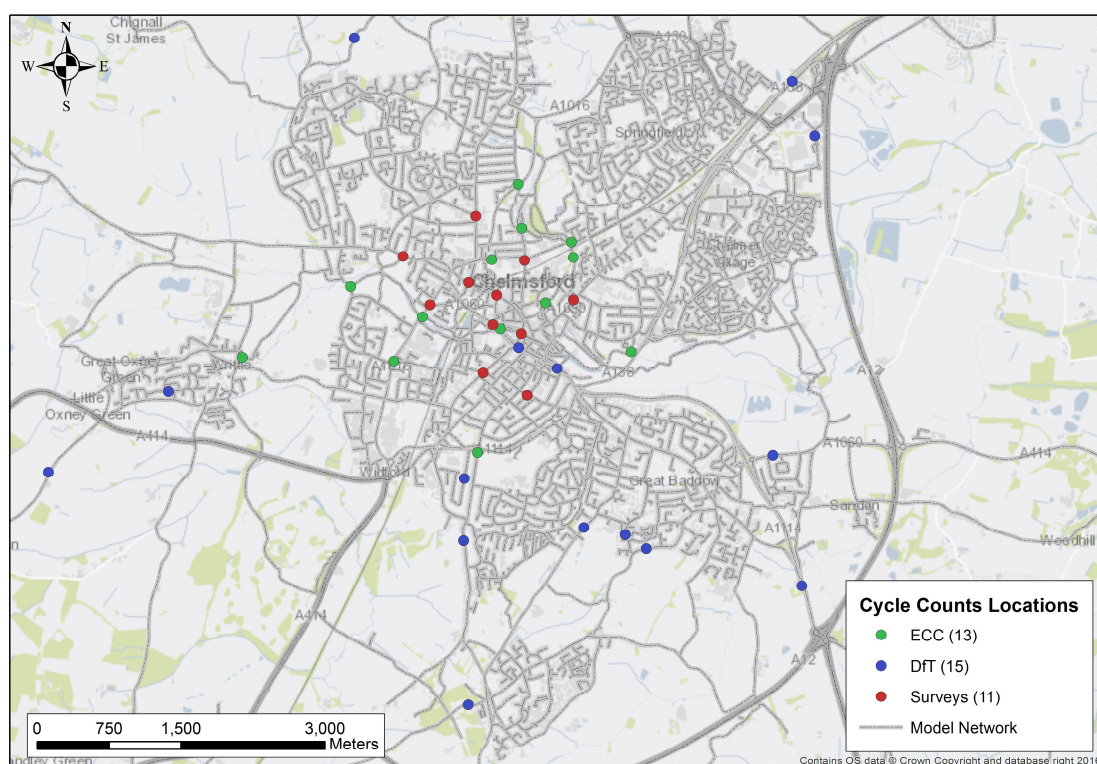 Chignall
St James
N
W E
S
A130
A138
A1016
Springfield
Chelmer
Village
Chelmsford
A1060
Great Oxney
Green
Writtle
A138
A12
Little
Oxney Green
A414
A1114
A1060
A414
Widford
Great Baddow
Sandon
A1114
Woodhill
A414
A12
Cycle Counts Locations
ECC (13)
DfT (15)
Surveys (11)
Model Network
0 750 1,500 3,000
Meters
Contains OS data © Crown Copyright and database right 2016